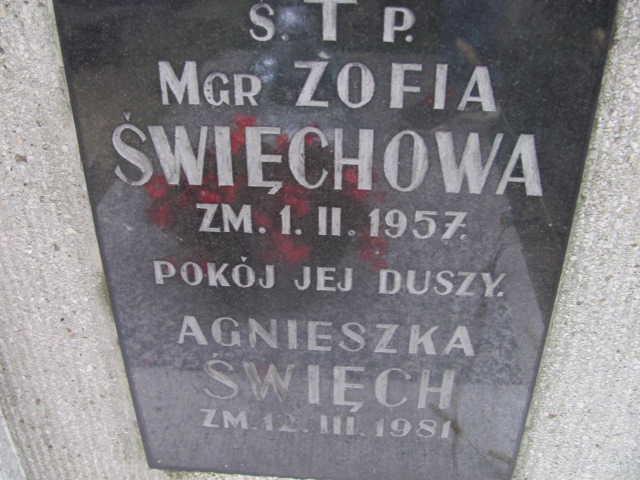 Ś. † P.
MGR ZOFIA
ŚWIĘCHOWA
ZM. 1. II. 1957.
POKÓJ JEJ DUSZY.
AGNIESZKA
ŚWIĘCH
ZM. 12. III. 1981